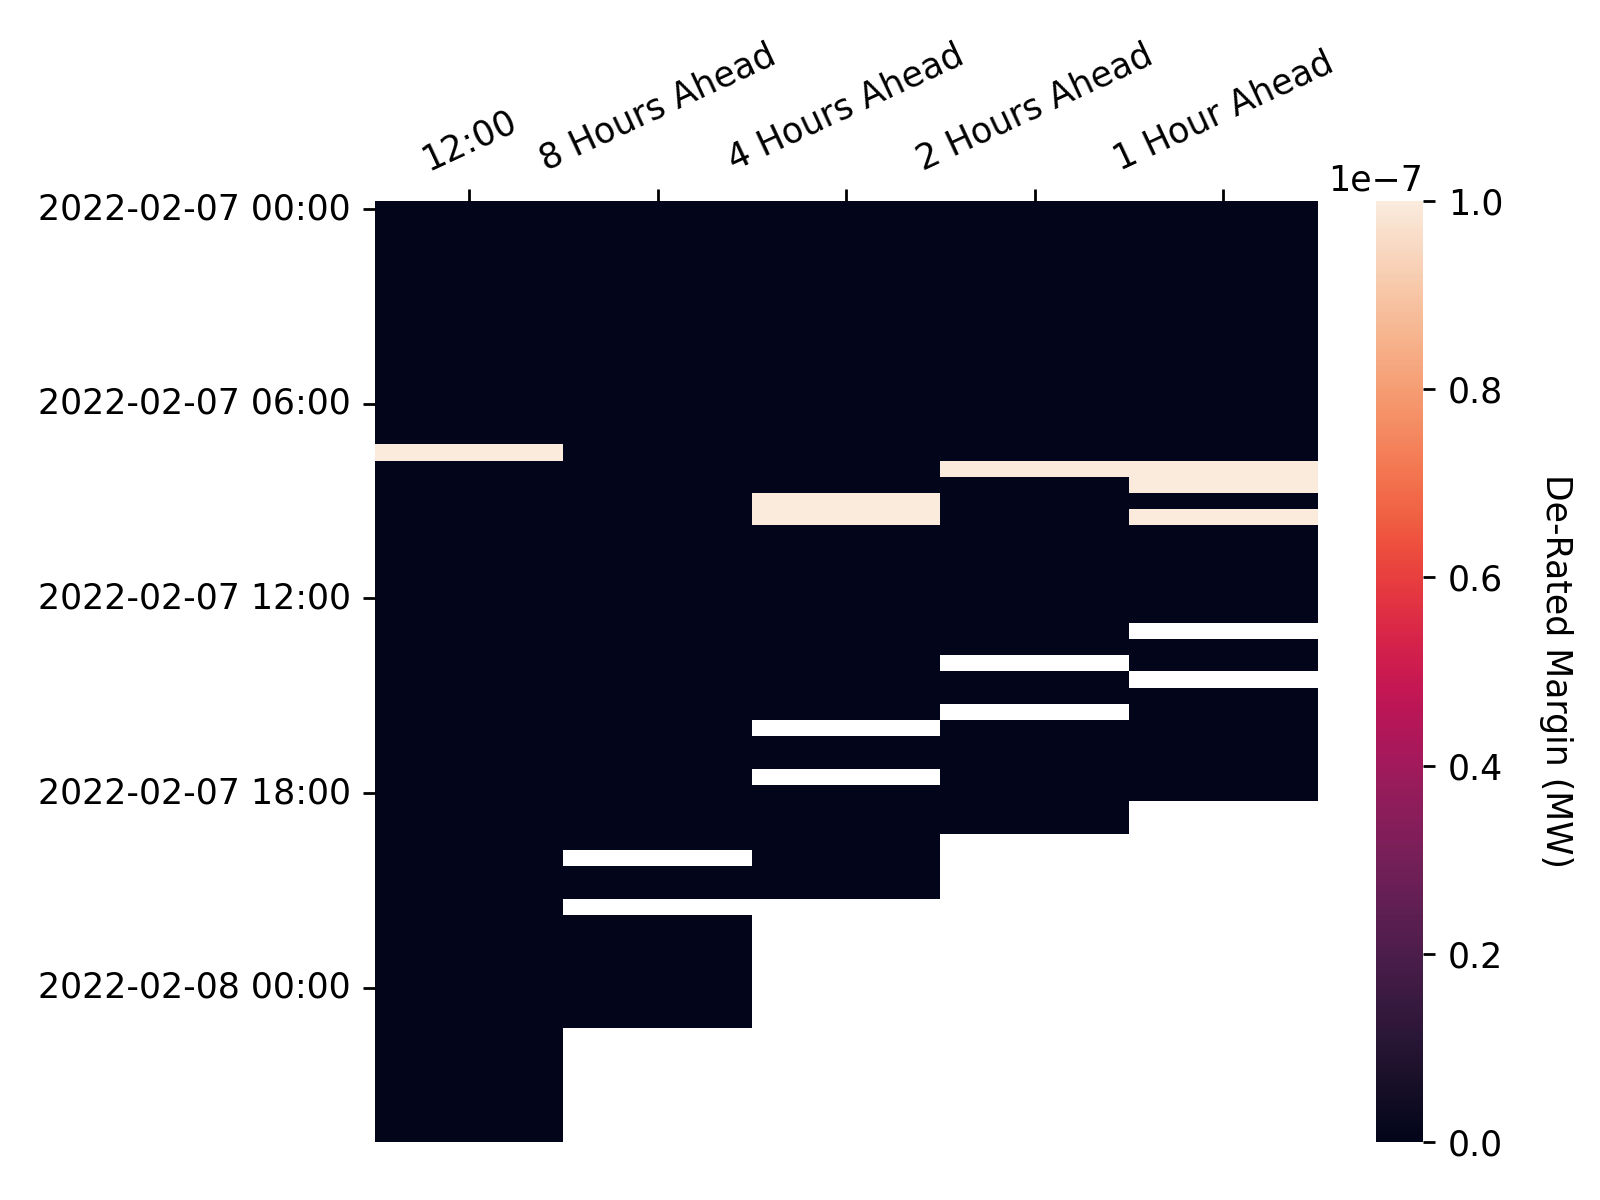 12:00
8 Hours Ahead
4 Hours Ahead
2 Hours Ahead
1 Hour Ahead
2022-02-07 00:00
2022-02-07 06:00
2022-02-07 12:00
2022-02-07 18:00
2022-02-08 00:00
1e−7
1.0
0.8
0.6
0.4
0.2
0.0
De-Rated Margin (MW)